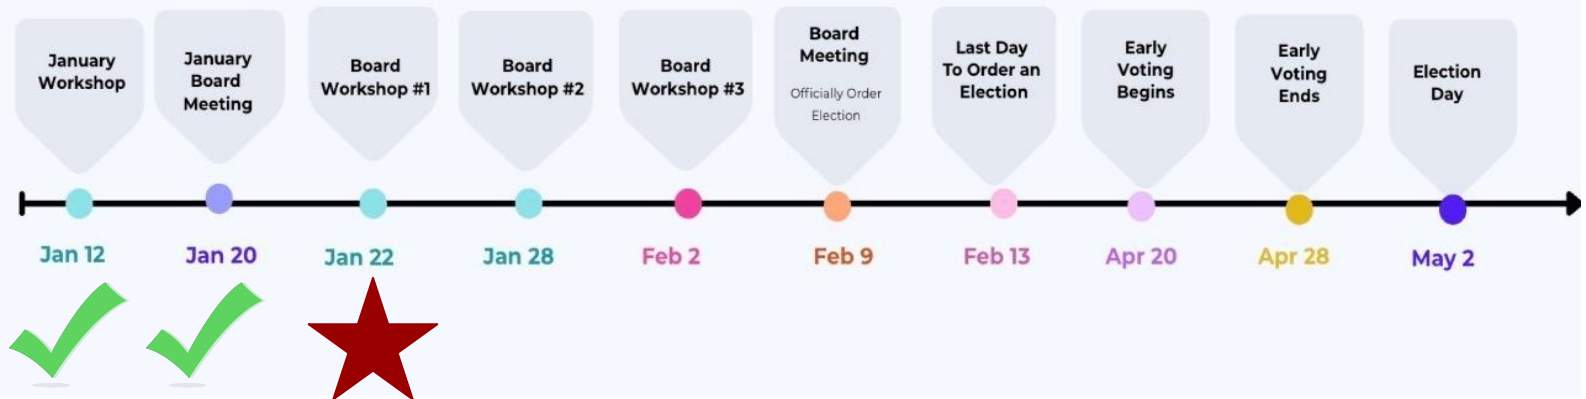 January
Workshop
January
Board
Meeting
Board
Workshop #1
Board
Workshop #2
Board
Workshop #3
Board
Meeting
Officially Order
Election
Last Day
To Order an
Election
Early
Voting
Begins
Early
Voting
Ends
Election
Day
Jan 12
Jan 20
Jan 22
Jan 28
Feb 2
Feb 9
Feb 13
Apr 20
Apr 28
May 2